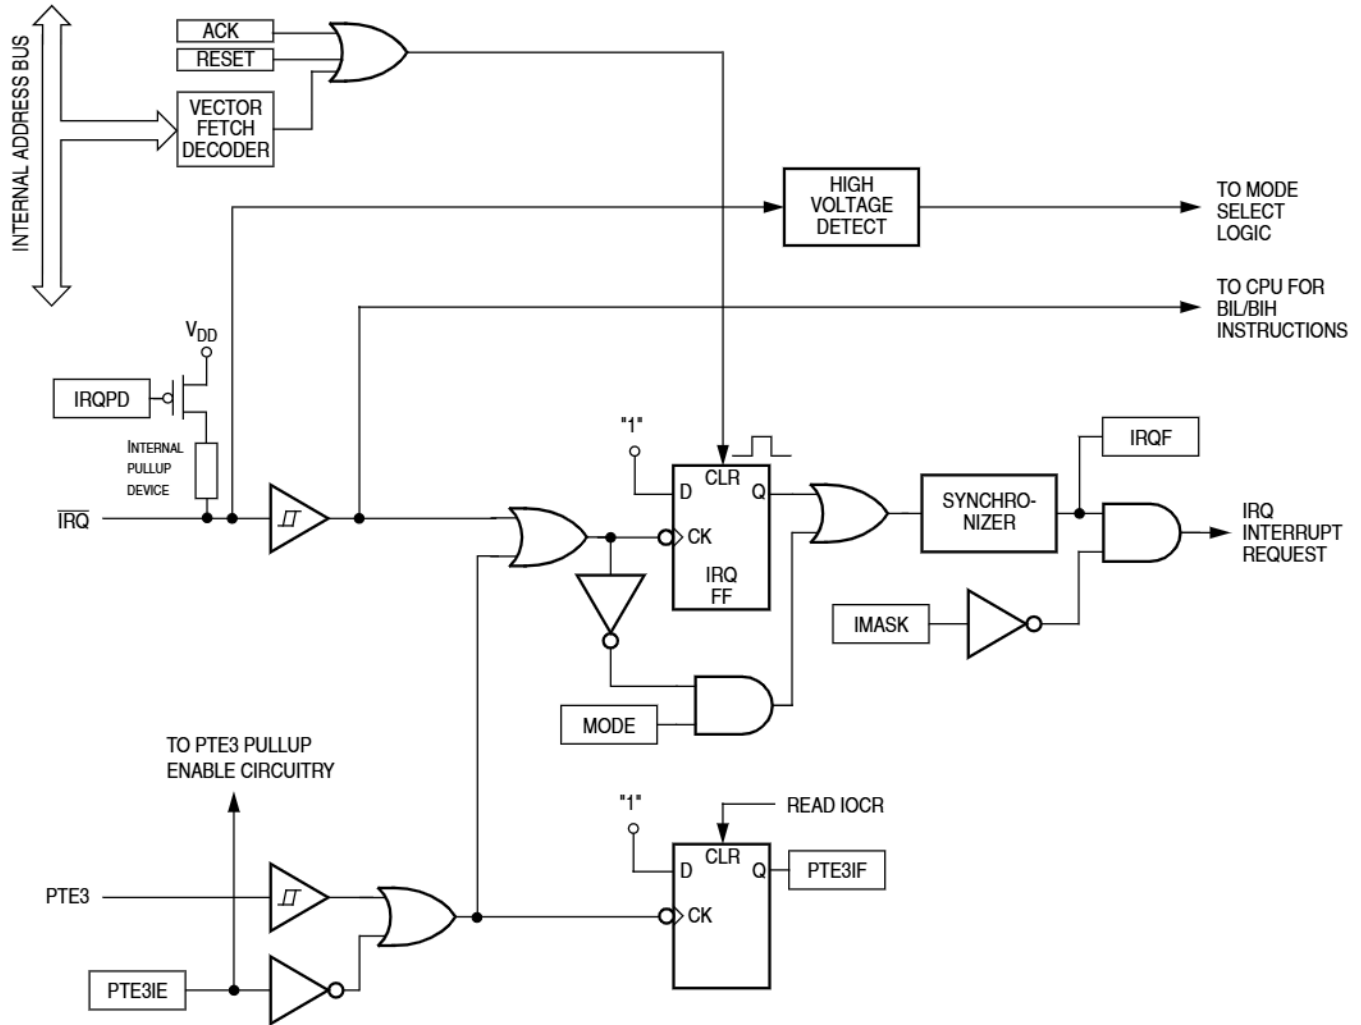 INTERNAL ADDRESS BUS
ACK
RESET
VECTOR
FETCH
DECODER
HIGH
VOLTAGE
DETECT
TO MODE
SELECT
LOGIC
TO CPU FOR
BIL/BIH
INSTRUCTIONS
VDD
IRQPD
INTERNAL
PULLUP
DEVICE
IRQ
"1"
D
CLR
Q
CK
IRQ
FF
SYNCHRO-
NIZER
IRQF
IRQ
INTERRUPT
REQUEST
IMASK
MODE
TO PTE3 PULLUP
ENABLE CIRCUITRY
"1"
READ IOCR
D
CLR
Q
CK
PTE3IF
PTE3
PTE3IE